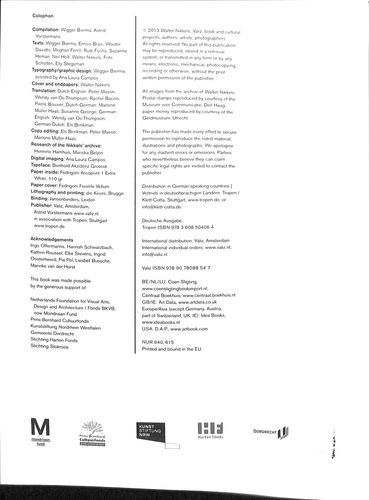 Colophon
Compilation: Wigger Bierma, Astrid
Vorstermans
Texts: Wigger Bierma, Enrico Bravi, Wouter
Davidts, Meghan Ferrill, Rudi Fuchs, Suzanna
Héman, Nell Holt, Walter Nikkels, Frits
Scholten, Elly Stegeman
Typography/graphic design: Wigger Bierma,
assisted by Ana Laura Campos
Cover and endpapers: Walter Nikkels
Translation: Dutch English: Peter Mason,
Wendy van Os-Thompson, Rachel Bacon,
Pierre Bouvier; Dutch German: Marlene
Müller-Haas, Susanne George; German-
English: Wendy van Os-Thompson;
German-Dutch: Els Brinkman
Copy editing: Els Brinkman, Peter Mason,
Marlene Müller-Haas
Research of the Nikkels' archive:
Hermine Hamhuis, Mariska Beljon
Digital imaging: Ana Laura Campos
Typeface: Berthold Akzidenz Grotesk
Paper inside: Fedrigoni Arcoprint 1 Extra
White, 110 gr
Paper cover: Fedrigoni Freelife Vellum
Lithography and printing: die Keure, Brugge
Binding: Jansenbinders, Leiden
Publisher: Valiz, Amsterdam,
Astrid Vorstermans www.valiz.nl
in association with Tropen, Stuttgart
www.tropen.de
Acknowledgements
Ingo Offermanns, Hannah Schwarzbach,
Kathrin Roussel, Elke Stevens, Ingrid
Oosterheerd, Pia Pol, Liesbet Bussche,
Marieke van der Horst
This book was made possible
by the generous support of:
Netherlands Foundation for Visual Arts,
Design and Architecture / Fonds BKVB,
now Mondriaan Fund
Prins Bernhard Cultuurfonds
Kunststiftung Nordrhein Westfalen
Gemeente Dordrecht
Stichting Harten Fonds
Stichting Stokroos
© 2013 Walter Nikkels, Valiz, book and cultural
projects, authors, artists, photographers
All rights reserved. No part of this publication
may be reproduced, stored in a retrieval
system, or transmitted in any form or by any
means, electronic, mechanical, photocopying,
recording or otherwise, without the prior
written permission of the publisher.
All images from the archive of Walter Nikkels.
Postal stamps reproduced by courtesy of the
Museum voor Communicatie, Den Haag;
paper money reproduced by courtesy of the
Geldmuseum, Utrecht
The publisher has made every effort to secure
permission to reproduce the listed material,
illustrations and photographs. We apologise
for any inadvert errors or omissions. Parties
who nevertheless believe they can claim
specific legal rights are invited to contact the
publisher.
Distribution in German speaking countries |
Vertrieb in deutschsprachigen Ländern: Tropen /
Klett Cotta, Stuttgart, www.tropen.de, or
info@klett-cotta.de
Deutsche Ausgabe:
Tropen ISBN 978 3 608 50406 4
International distribution: Valiz, Amsterdam
International individual orders: www.valiz.nl,
info@valiz.nl
Valiz ISBN 978 90 78088 54 7
BE/NL/LU: Coen Sligting,
www.coensligtingbookimport.nl,
Centraal Boekhuis, www.centraal.boekhuis.nl
GB/IE: Art Data, www.artdata.co.uk
Europe/Asia (except Germany, Austria,
part of Switzerland, UK, IE): Idea Books,
www.ideabooks.nl
USA: D.A.P., www.artbook.com
NUR 640, 615
Printed and bound in the EU
M
mondriaan
fund
Prins Bernhard
Cultuurfonds
KUNST
STIFTUNG
NRW
HF
Harten Fonds
DORDRECHT